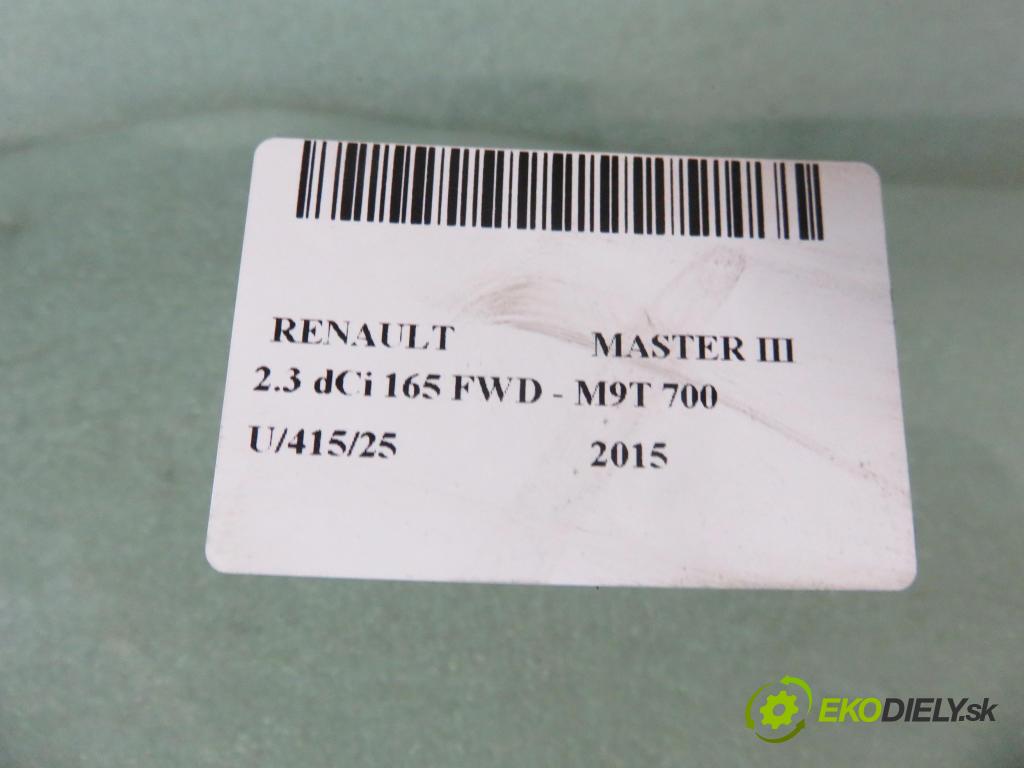 RENAULT MASTER III
2.3 dCi 165 FWD - M9T 700
U/415/25 2015
EKODIELY.sk